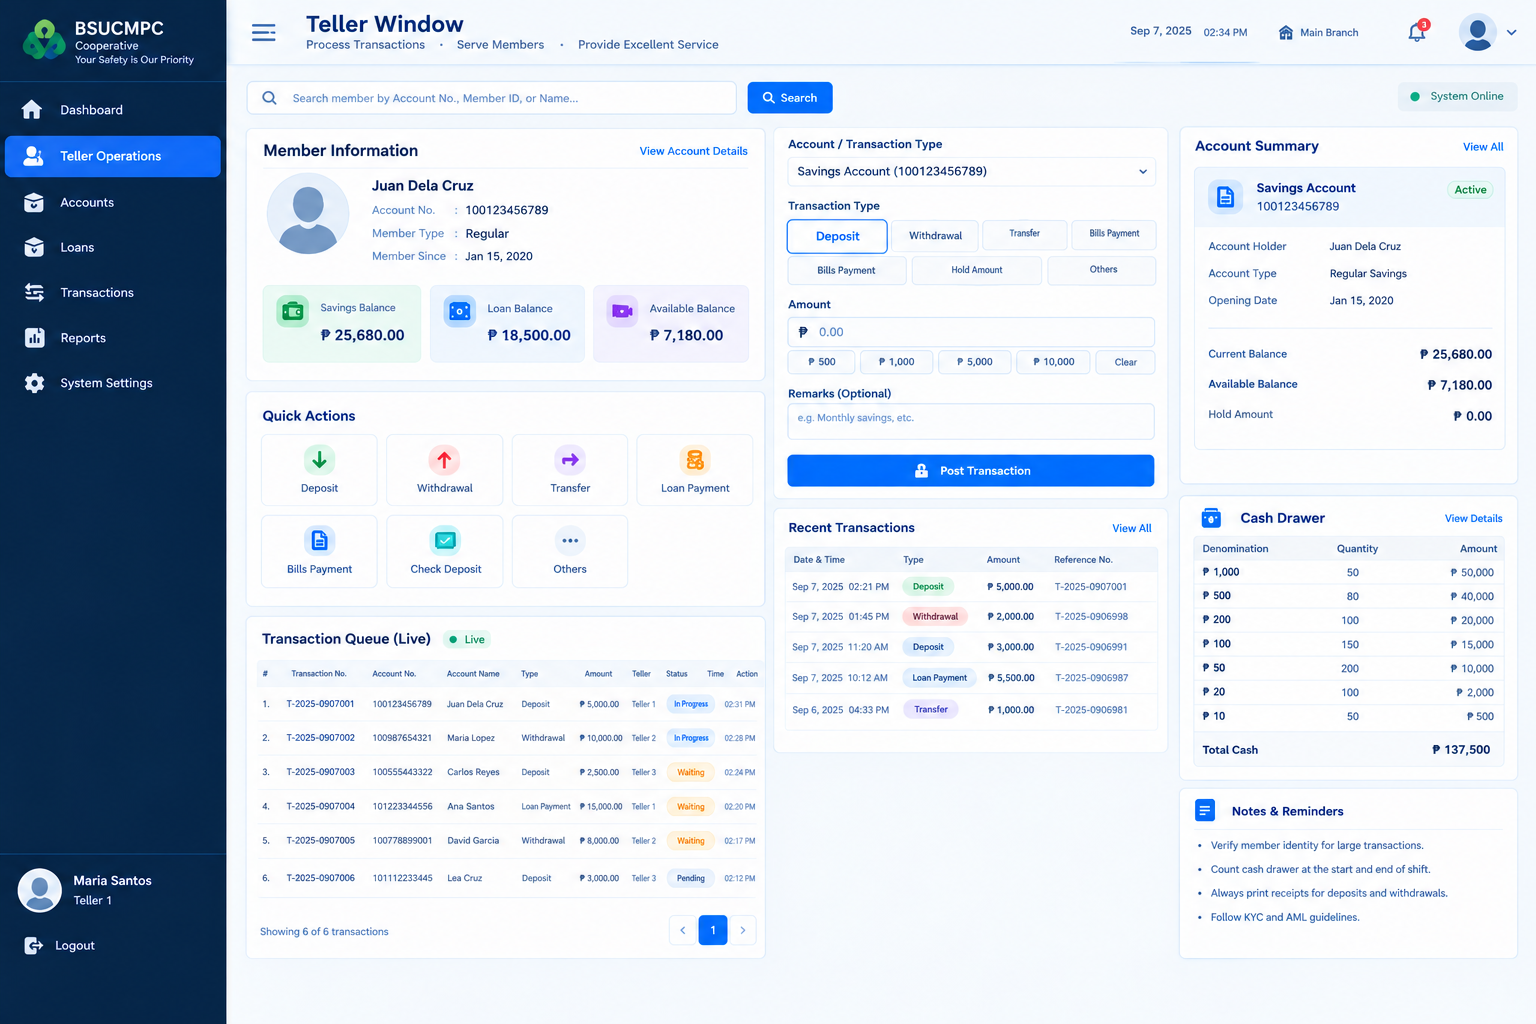 BSUCMPC
Cooperative
Your Safety is Our Priority
Dashboard
Teller Operations
Accounts
Loans
Transactions
Reports
System Settings
Maria Santos
Teller 1
Logout
Teller Window
Process Transactions • Serve Members • Provide Excellent Service
Sep 7, 2025 02:34 PM
Main Branch
3
Search member by Account No., Member ID, or Name...
Search
System Online
Member Information
View Account Details
Juan Dela Cruz
Account No. : 100123456789
Member Type : Regular
Member Since : Jan 15, 2020
Savings Balance
₱ 25,680.00
Loan Balance
₱ 18,500.00
Available Balance
₱ 7,180.00
Quick Actions
Deposit
Withdrawal
Transfer
Loan Payment
Bills Payment
Check Deposit
Others
Transaction Queue (Live)
Live
# Transaction No. Account No. Account Name Type Amount Teller Status Time Action
1. T-2025-0907001 100123456789 Juan Dela Cruz Deposit ₱ 5,000.00 Teller 1 In Progress 02:31 PM
2. T-2025-0907002 100987654321 Maria Lopez Withdrawal ₱ 10,000.00 Teller 2 In Progress 02:28 PM
3. T-2025-0907003 100555443322 Carlos Reyes Deposit ₱ 2,500.00 Teller 3 Waiting 02:24 PM
4. T-2025-0907004 101223344556 Ana Santos Loan Payment ₱ 15,000.00 Teller 1 Waiting 02:20 PM
5. T-2025-0907005 100778899001 David Garcia Withdrawal ₱ 8,000.00 Teller 2 Waiting 02:17 PM
6. T-2025-0907006 101112233445 Lea Cruz Deposit ₱ 3,000.00 Teller 3 Pending 02:12 PM
Showing 6 of 6 transactions
< 1 >
Account / Transaction Type
Savings Account (100123456789)
Transaction Type
Deposit
Withdrawal
Transfer
Bills Payment
Bills Payment
Hold Amount
Others
Amount
₱ 0.00
₱ 500
₱ 1,000
₱ 5,000
₱ 10,000
Clear
Remarks (Optional)
e.g. Monthly savings, etc.
Post Transaction
Recent Transactions
View All
Date & Time Type Amount Reference No.
Sep 7, 2025 02:21 PM Deposit ₱ 5,000.00 T-2025-0907001
Sep 7, 2025 01:45 PM Withdrawal ₱ 2,000.00 T-2025-0906998
Sep 7, 2025 11:20 AM Deposit ₱ 3,000.00 T-2025-0906991
Sep 7, 2025 10:12 AM Loan Payment ₱ 5,500.00 T-2025-0906987
Sep 6, 2025 04:33 PM Transfer ₱ 1,000.00 T-2025-0906981
Account Summary
View All
Savings Account
100123456789
Active
Account Holder Juan Dela Cruz
Account Type Regular Savings
Opening Date Jan 15, 2020
Current Balance ₱ 25,680.00
Available Balance ₱ 7,180.00
Hold Amount ₱ 0.00
Cash Drawer
View Details
Denomination Quantity Amount
₱ 1,000 50 ₱ 50,000
₱ 500 80 ₱ 40,000
₱ 200 100 ₱ 20,000
₱ 100 150 ₱ 15,000
₱ 50 200 ₱ 10,000
₱ 20 100 ₱ 2,000
₱ 10 50 ₱ 500
Total Cash ₱ 137,500
Notes & Reminders
• Verify member identity for large transactions.
• Count cash drawer at the start and end of shift.
• Always print receipts for deposits and withdrawals.
• Follow KYC and AML guidelines.